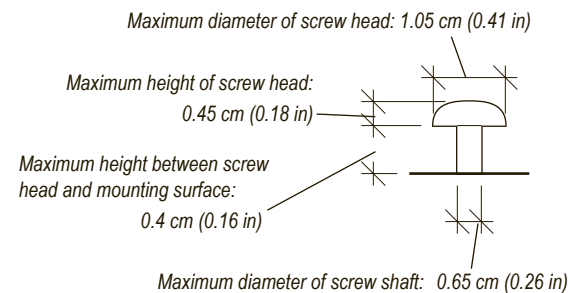 Maximum diameter of screw head: 1.05 cm (0.41 in)
Maximum height of screw head:
0.45 cm (0.18 in)
Maximum height between screw
head and mounting surface:
0.4 cm (0.16 in)
Maximum diameter of screw shaft: 0.65 cm (0.26 in)